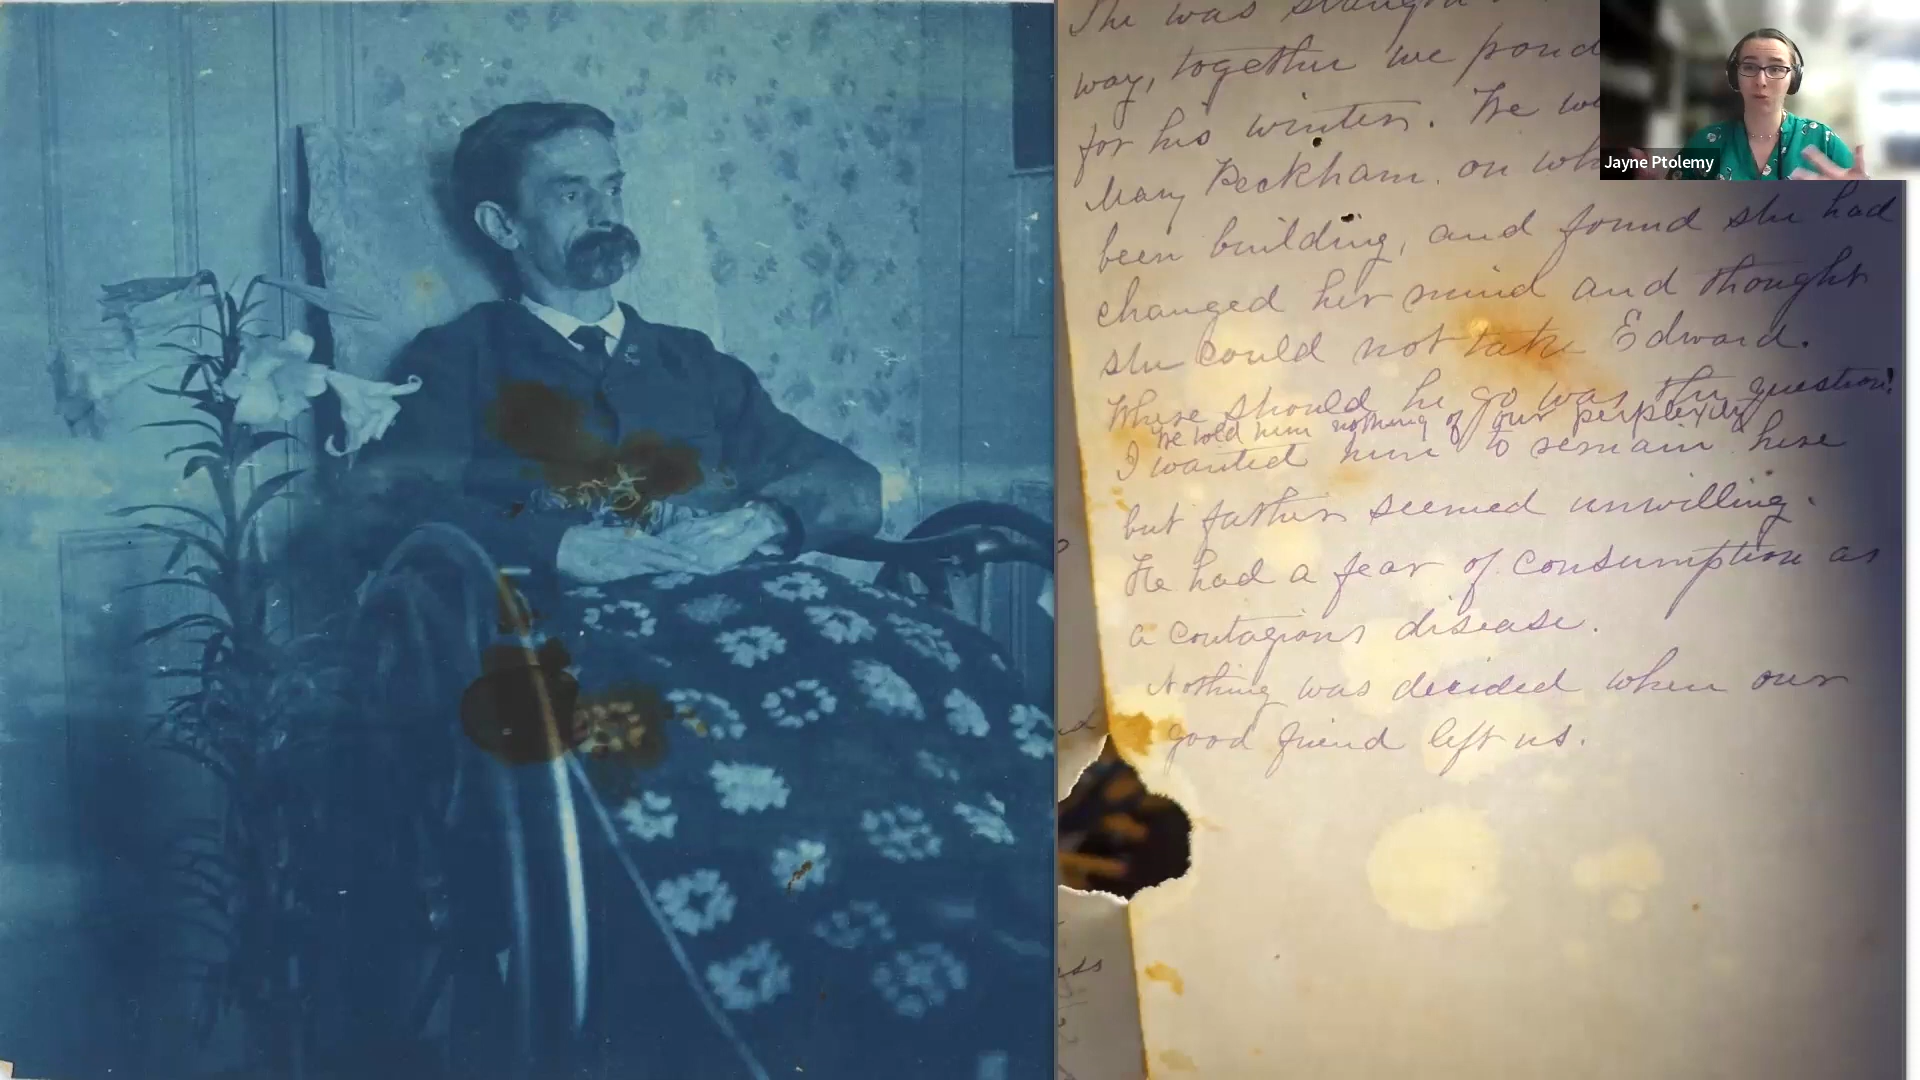 She was
way, together we
for his winter. We
Mary Peckham. on
been building, and found she had
changed her mind and thought
she could not take Edward.
Where should he go was the question!
We told him nothing of our perplexity
I wanted him to remain here
but father seemed unwilling.
He had a fear of consumption as
a contagious disease.
Nothing was decided when our
good friend left us.
Jayne Ptolemy